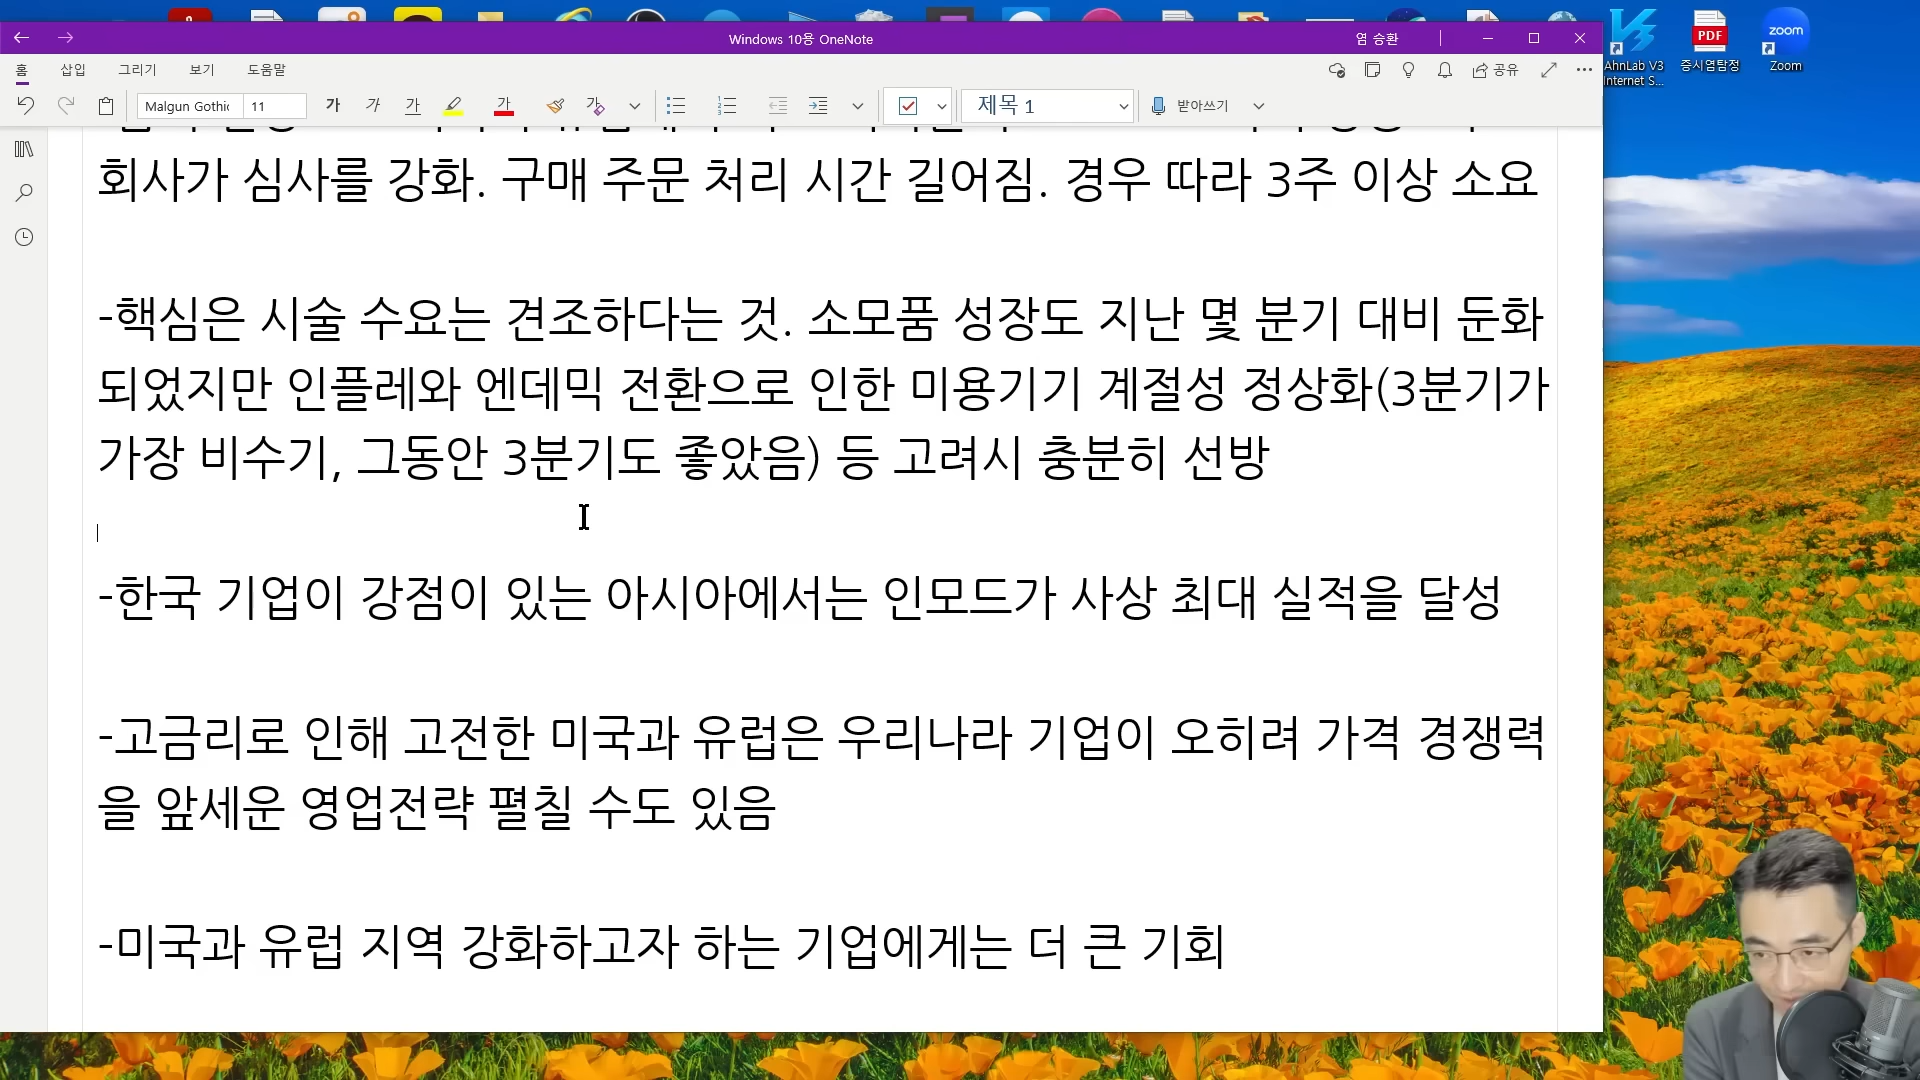 Windows 10용 OneNote
염 승환
홈 삽입 그리기 보기 도움말
공유
Malgun Gothic 11 가 가 가 가 제목 1 받아쓰기
회사가 심사를 강화. 구매 주문 처리 시간 길어짐. 경우 따라 3주 이상 소요
-핵심은 시술 수요는 견조하다는 것. 소모품 성장도 지난 몇 분기 대비 둔화
되었지만 인플레와 엔데믹 전환으로 인한 미용기기 계절성 정상화(3분기가
가장 비수기, 그동안 3분기도 좋았음) 등 고려시 충분히 선방
-한국 기업이 강점이 있는 아시아에서는 인모드가 사상 최대 실적을 달성
-고금리로 인해 고전한 미국과 유럽은 우리나라 기업이 오히려 가격 경쟁력
을 앞세운 영업전략 펼칠 수도 있음
-미국과 유럽 지역 강화하고자 하는 기업에게는 더 큰 기회
AhnLab V3
Internet S...
PDF
증시염탐정
zoom
Zoom